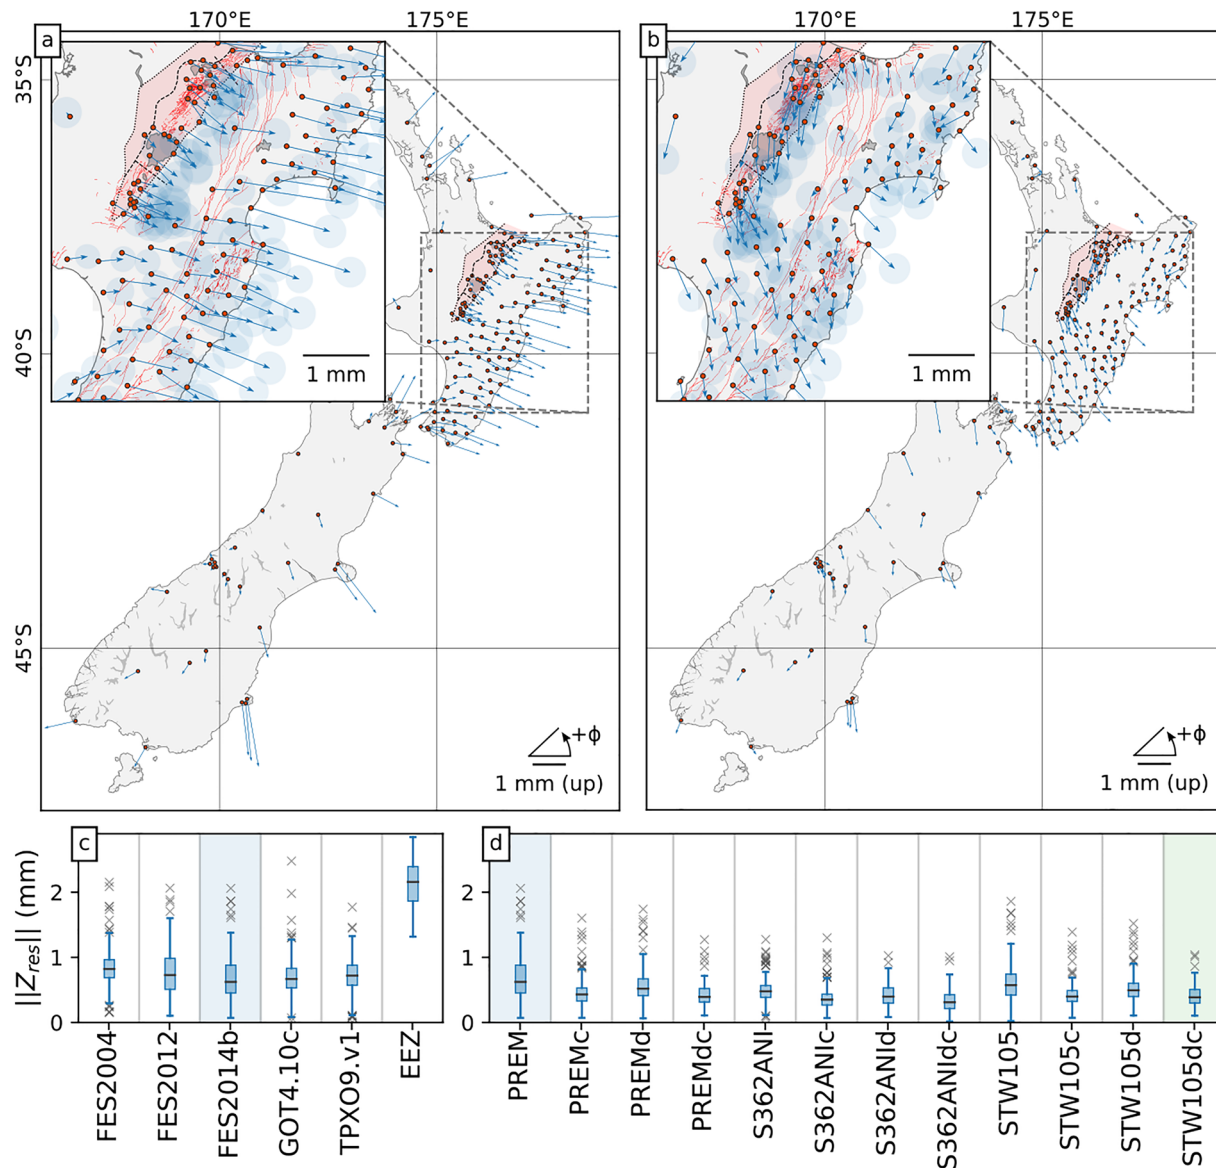 170°E 175°E 170°E 175°E
a
b
35°S
40°S
45°S
1 mm
1 mm
+ϕ
1 mm (up)
+ϕ
1 mm (up)
c
d
||Z_res|| (mm)
2
1
0
2
1
0
FES2004
FES2012
FES2014b
GOT4.10c
TPXO9.v1
EEZ
PREM
PREMc
PREMd
PREMdc
S362ANI
S362ANIc
S362ANId
S362ANIdc
STW105
STW105c
STW105d
STW105dc